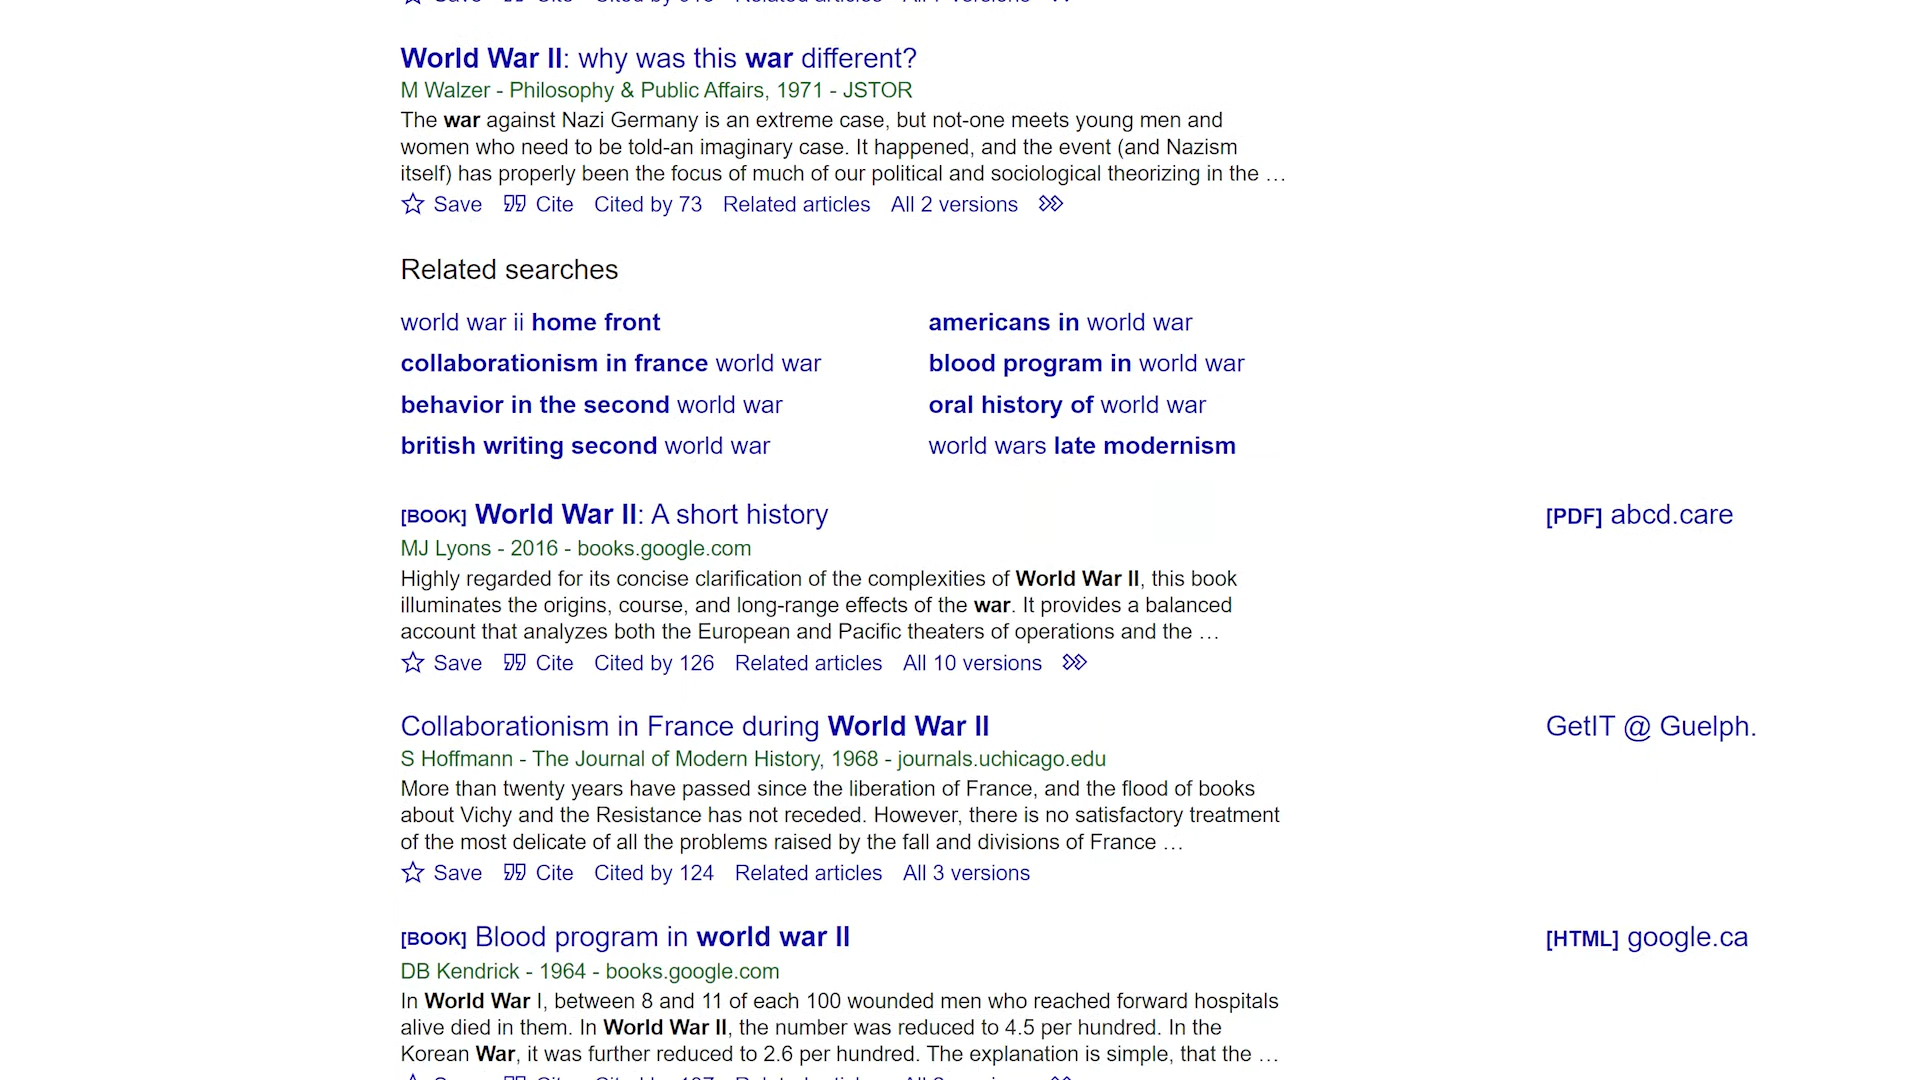 World War II: why was this war different?
M Walzer - Philosophy & Public Affairs, 1971 - JSTOR
The war against Nazi Germany is an extreme case, but not-one meets young men and
women who need to be told-an imaginary case. It happened, and the event (and Nazism
itself) has properly been the focus of much of our political and sociological theorizing in the …
Save Cite Cited by 73 Related articles All 2 versions
Related searches
world war ii home front
americans in world war
collaborationism in france world war
blood program in world war
behavior in the second world war
oral history of world war
british writing second world war
world wars late modernism
[BOOK] World War II: A short history
[PDF] abcd.care
MJ Lyons - 2016 - books.google.com
Highly regarded for its concise clarification of the complexities of World War II, this book
illuminates the origins, course, and long-range effects of the war. It provides a balanced
account that analyzes both the European and Pacific theaters of operations and the …
Save Cite Cited by 126 Related articles All 10 versions
Collaborationism in France during World War II
GetIT @ Guelph.
S Hoffmann - The Journal of Modern History, 1968 - journals.uchicago.edu
More than twenty years have passed since the liberation of France, and the flood of books
about Vichy and the Resistance has not receded. However, there is no satisfactory treatment
of the most delicate of all the problems raised by the fall and divisions of France …
Save Cite Cited by 124 Related articles All 3 versions
[BOOK] Blood program in world war II
[HTML] google.ca
DB Kendrick - 1964 - books.google.com
In World War I, between 8 and 11 of each 100 wounded men who reached forward hospitals
alive died in them. In World War II, the number was reduced to 4.5 per hundred. In the
Korean War, it was further reduced to 2.6 per hundred. The explanation is simple, that the …